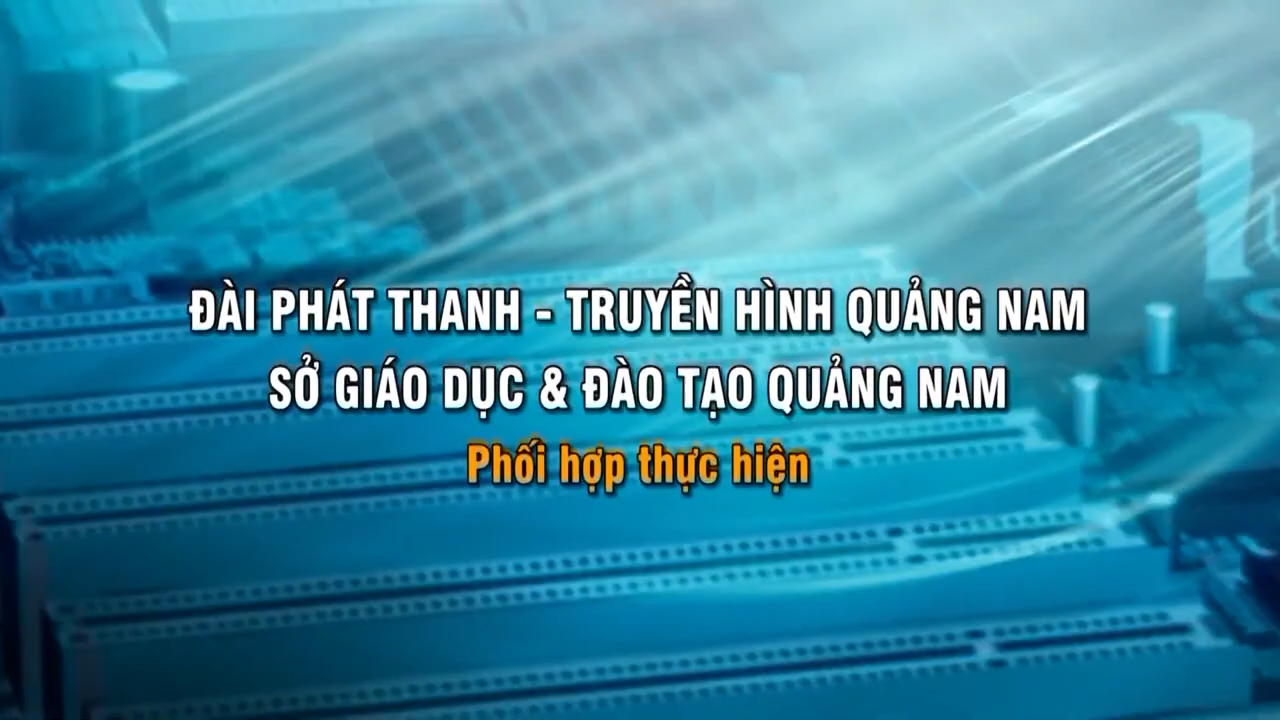 ĐÀI PHÁT THANH - TRUYỀN HÌNH QUẢNG NAM
SỞ GIÁO DỤC & ĐÀO TẠO QUẢNG NAM
Phối hợp thực hiện